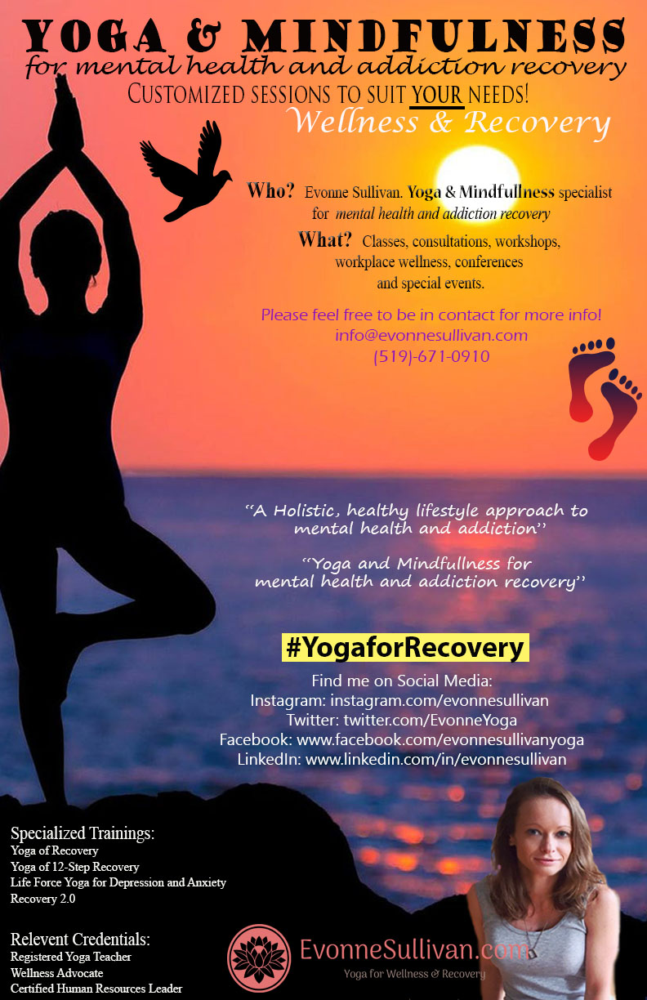 YOGA & MINDFULNESS
for mental health and addiction recovery
CUSTOMIZED SESSIONS TO SUIT YOUR NEEDS!
Wellness & Recovery
Who? Evonne Sullivan. Yoga & Mindfullness specialist
for mental health and addiction recovery
What? Classes, consultations, workshops,
workplace wellness, conferences
and special events.
Please feel free to be in contact for more info!
info@evonnesullivan.com
(519)-671-0910
“A Holistic, healthy lifestyle approach to
mental health and addiction”
“Yoga and Mindfullness for
mental health and addiction recovery”
#YogaforRecovery
Find me on Social Media:
Instagram: instagram.com/evonnesullivan
Twitter: twitter.com/EvonneYoga
Facebook: www.facebook.com/evonnesullivanyoga
LinkedIn: www.linkedin.com/in/evonnesullivan
Specialized Trainings:
Yoga of Recovery
Yoga of 12-Step Recovery
Life Force Yoga for Depression and Anxiety
Recovery 2.0
Relevent Credentials:
Registered Yoga Teacher
Wellness Advocate
Certified Human Resources Leader
EvonneSullivan.com
Yoga for Wellness & Recovery